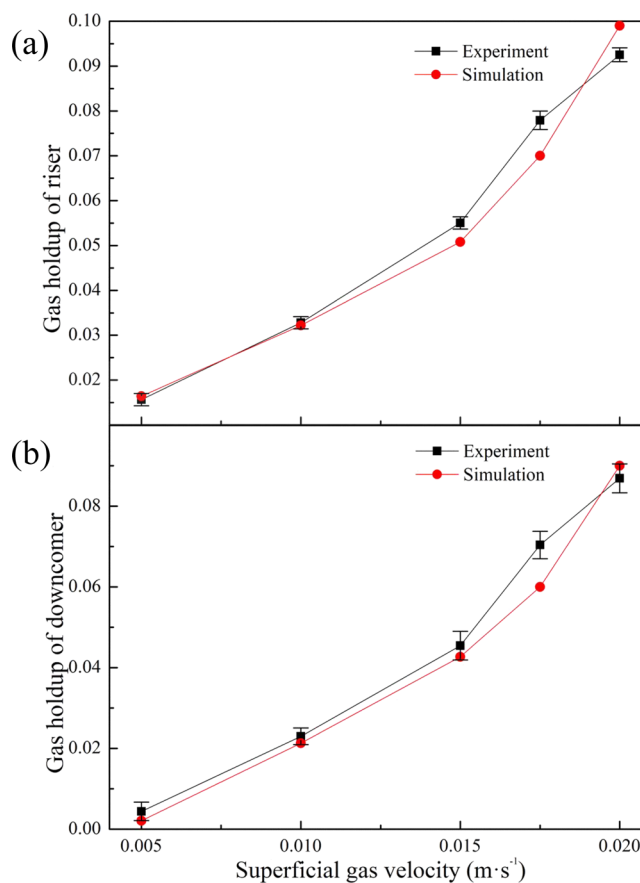 (a)
Gas holdup of riser
0.10
0.09
0.08
0.07
0.06
0.05
0.04
0.03
0.02
Experiment
Simulation
(b)
Gas holdup of downcomer
0.08
0.06
0.04
0.02
0.00
Experiment
Simulation
0.005 0.010 0.015 0.020
Superficial gas velocity (m·s⁻¹)